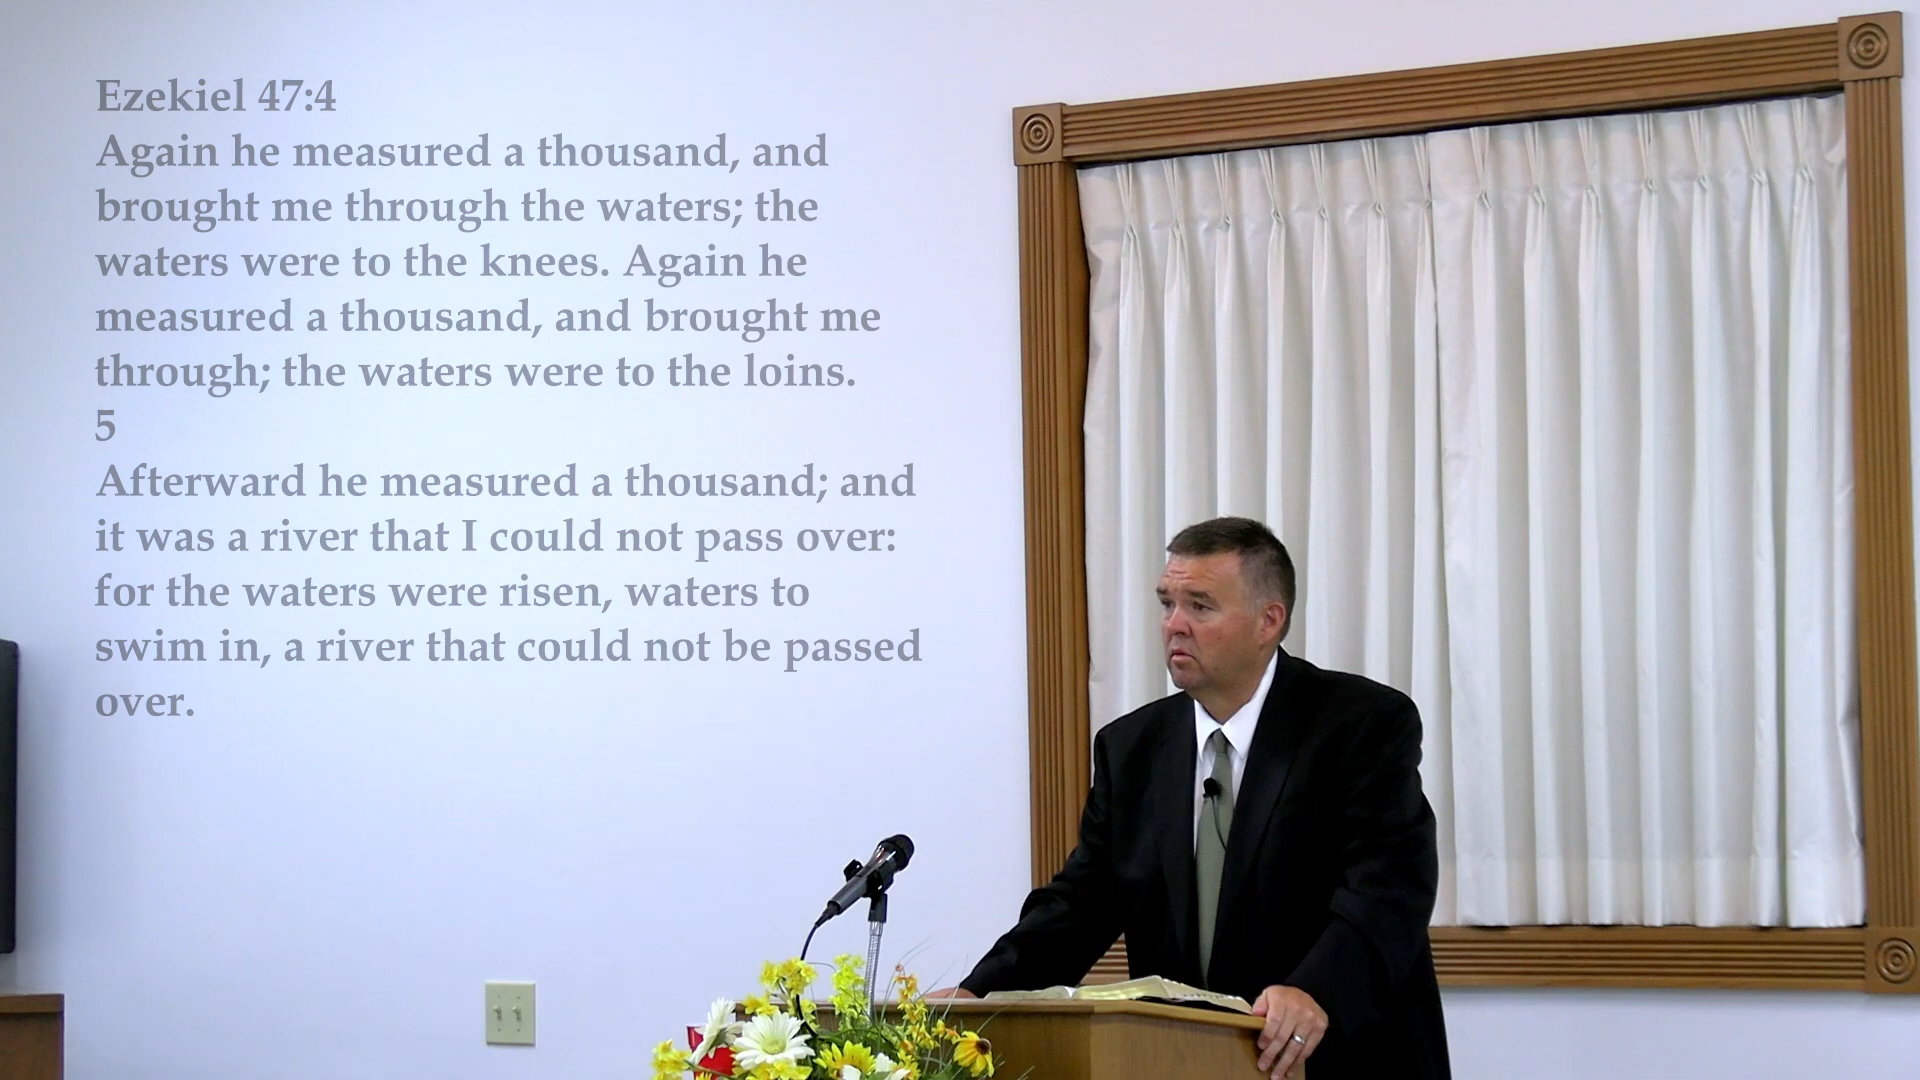 Ezekiel 47:4
Again he measured a thousand, and
brought me through the waters; the
waters were to the knees. Again he
measured a thousand, and brought me
through; the waters were to the loins.
5
Afterward he measured a thousand; and
it was a river that I could not pass over:
for the waters were risen, waters to
swim in, a river that could not be passed
over.